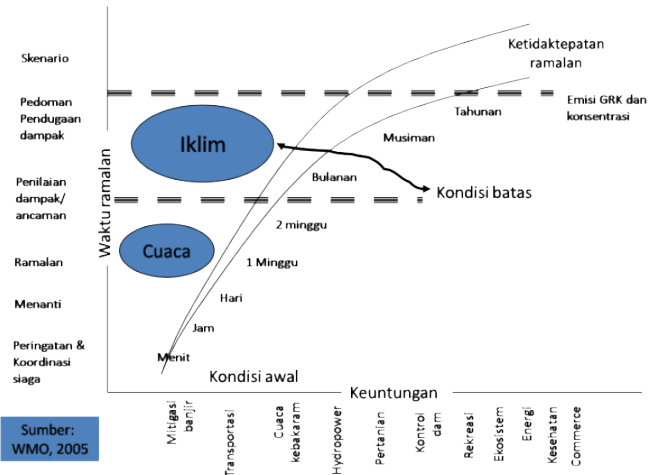 Skenario
Pedoman
Pendugaan
dampak
Penilaian
dampak/
ancaman
Ramalan
Menanti
Peringatan &
Koordinasi
siaga
Waktu ramalan
Iklim
Cuaca
Ketidaktepatan
ramalan
Tahunan
Emisi GRK dan
konsentrasi
Musiman
Bulanan
Kondisi batas
2 minggu
1 Minggu
Hari
Jam
Menit
Kondisi awal
Keuntungan
Mitigasi
banjir
Transportasi
Cuaca
kebakaram
Hydropower
Pertanian
Kontrol
dam
Rekreasi
Ekosistem
Energi
Kesehatan
Commerce
Sumber:
WMO, 2005